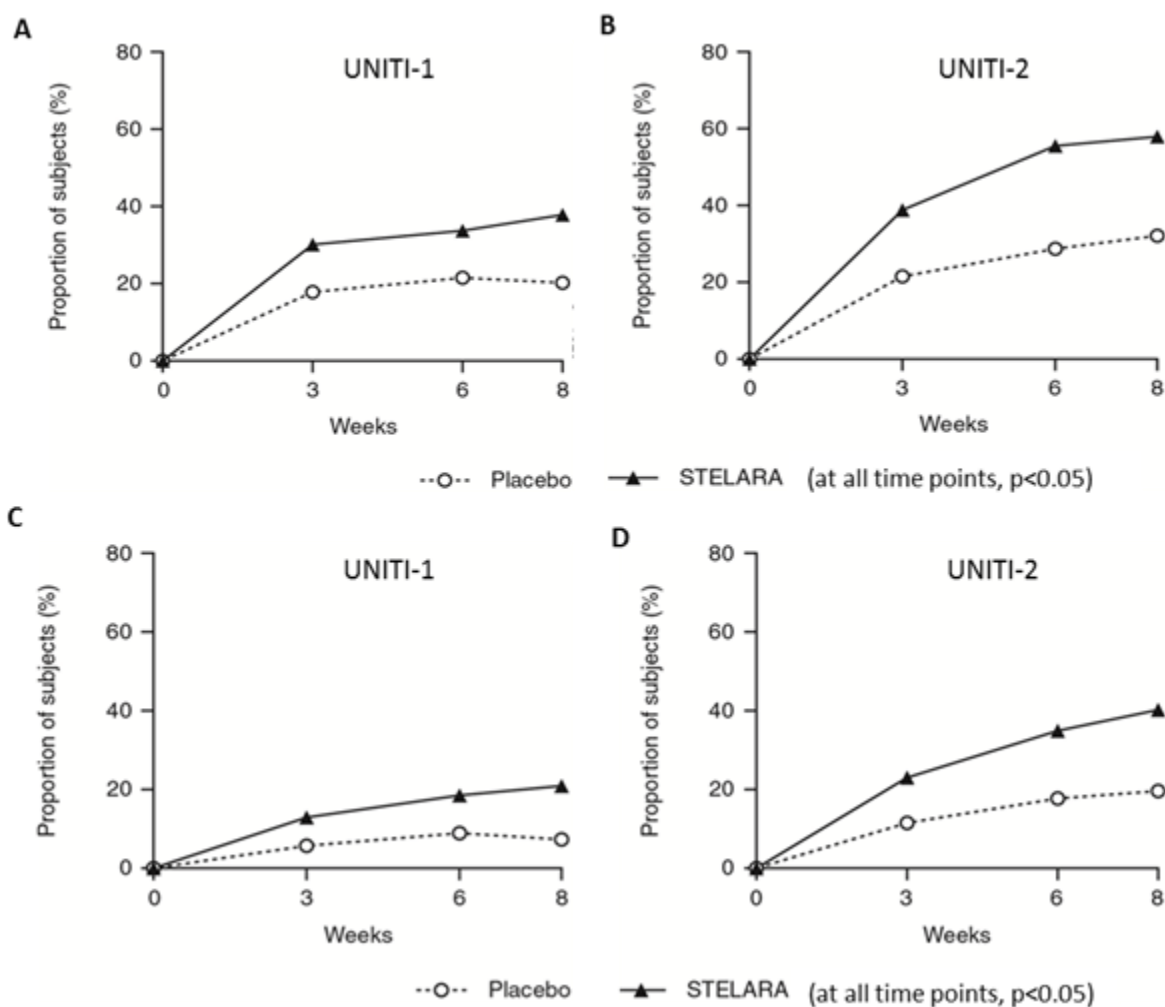 A
UNITI-1
Proportion of subjects (%)
80
60
40
20
0
0 3 6 8
Weeks
B
UNITI-2
Proportion of subjects (%)
80
60
40
20
0
0 3 6 8
Weeks
Placebo STELARA (at all time points, p<0.05)
C
UNITI-1
Proportion of subjects (%)
80
60
40
20
0
0 3 6 8
Weeks
D
UNITI-2
Proportion of subjects (%)
80
60
40
20
0
0 3 6 8
Weeks
Placebo STELARA (at all time points, p<0.05)